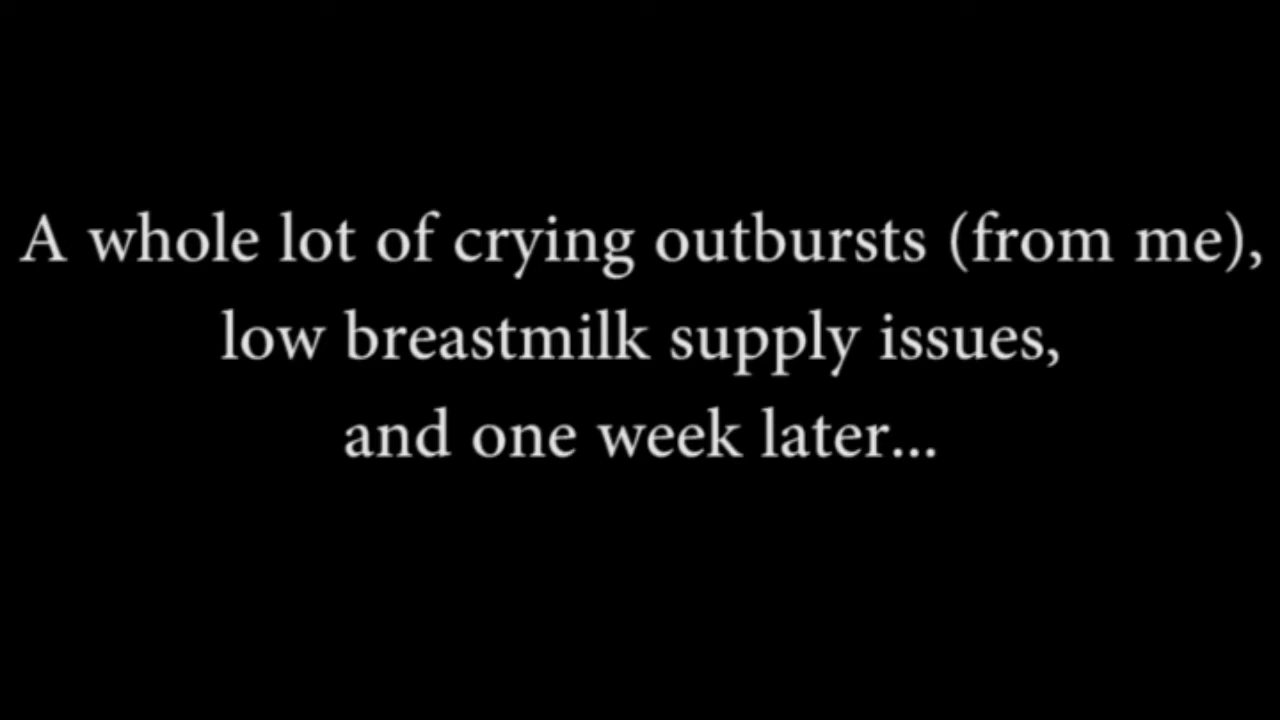 A whole lot of crying outbursts (from me),
low breastmilk supply issues,
and one week later...